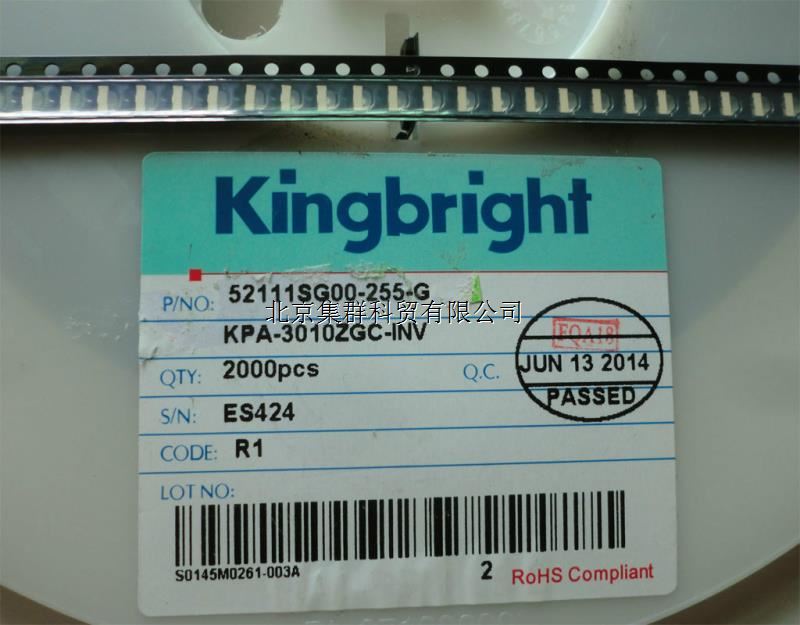 Kingbright
P/NO: 52111SG00-255-G
北京集群科贸有限公司
KPA-3010ZGC-INV
QTY: 2000pcs
Q.C.
FQA18
JUN 13 2014
PASSED
S/N: ES424
CODE: R1
LOT NO:
S0145M0261-003A
2
RoHS Compliant